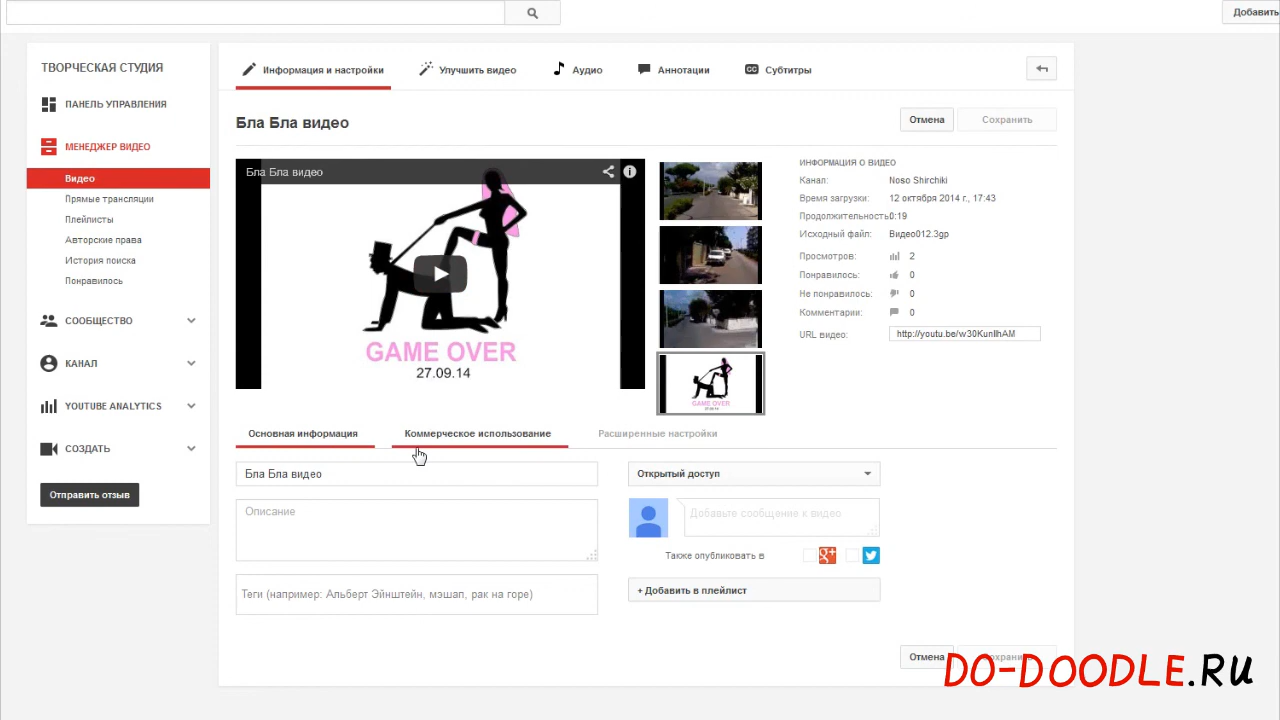 Добавить
ТВОРЧЕСКАЯ СТУДИЯ
ПАНЕЛЬ УПРАВЛЕНИЯ
МЕНЕДЖЕР ВИДЕО
Видео
Прямые трансляции
Плейлисты
Авторские права
История поиска
Понравилось
СООБЩЕСТВО
КАНАЛ
YOUTUBE ANALYTICS
СОЗДАТЬ
Отправить отзыв
Информация и настройки
Улучшить видео
Аудио
Аннотации
CC Субтитры
Бла Бла видео
Отмена
Сохранить
Бла Бла видео
GAME OVER
27.09.14
GAME OVER
ИНФОРМАЦИЯ О ВИДЕО
Канал: Noso Shirchiki
Время загрузки: 12 октября 2014 г., 17:43
Продолжительность: 0:19
Исходный файл: Видео012.3gp
Просмотров: 2
Понравилось: 0
Не понравилось: 0
Комментарии: 0
URL видео:
Основная информация
Коммерческое использование
Расширенные настройки
Бла Бла видео
Описание
Теги (например: Альберт Эйнштейн, мэшап, рак на горе)
Открытый доступ
Добавьте сообщение к видео
Также опубликовать в
+ Добавить в плейлист
Отмена
Сохранить
DO-DOODLE.RU